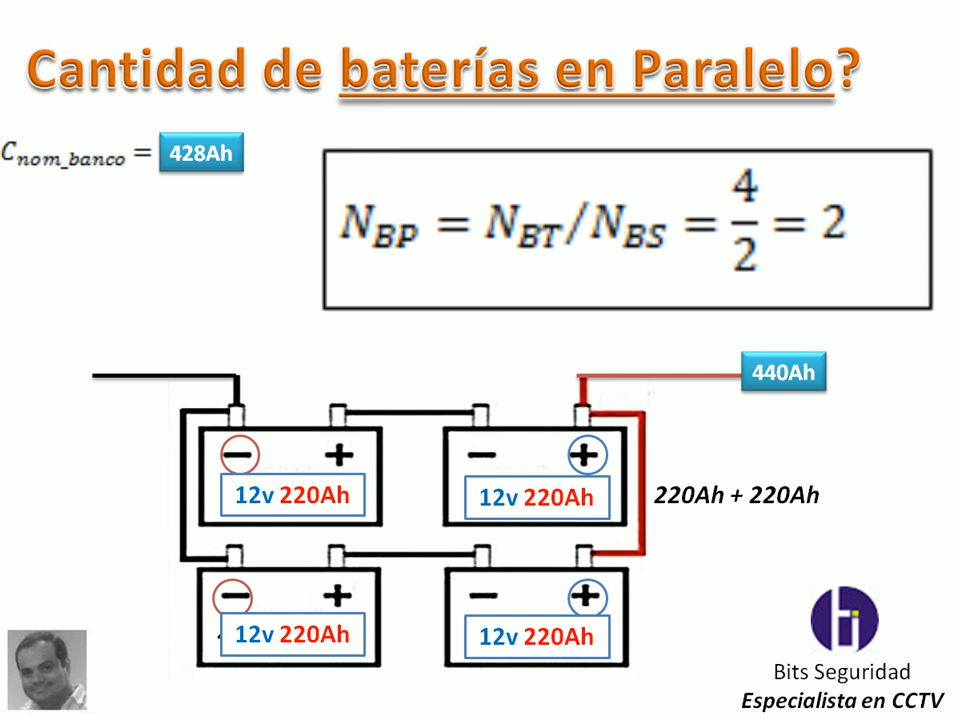 Cantidad de baterías en Paralelo?
C_nom_banco = 428Ah
N_BP = N_BT/N_BS = 4/2 = 2
440Ah
− + − +
12v 220Ah 12v 220Ah 220Ah + 220Ah
− + − +
12v 220Ah 12v 220Ah
Bits Seguridad
Especialista en CCTV